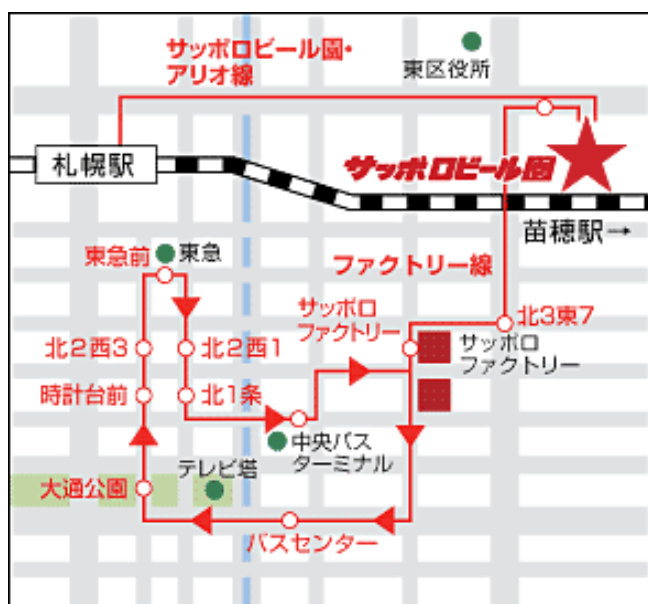 サッポロビール園・
アリオ線
東区役所
札幌駅
サッポロビール園
苗穂駅→
東急前
東急
ファクトリー線
サッポロ
ファクトリー
北3東7
北2西3
北2西1
サッポロ
ファクトリー
時計台前
北1条
中央バス
ターミナル
テレビ塔
大通公園
バスセンター